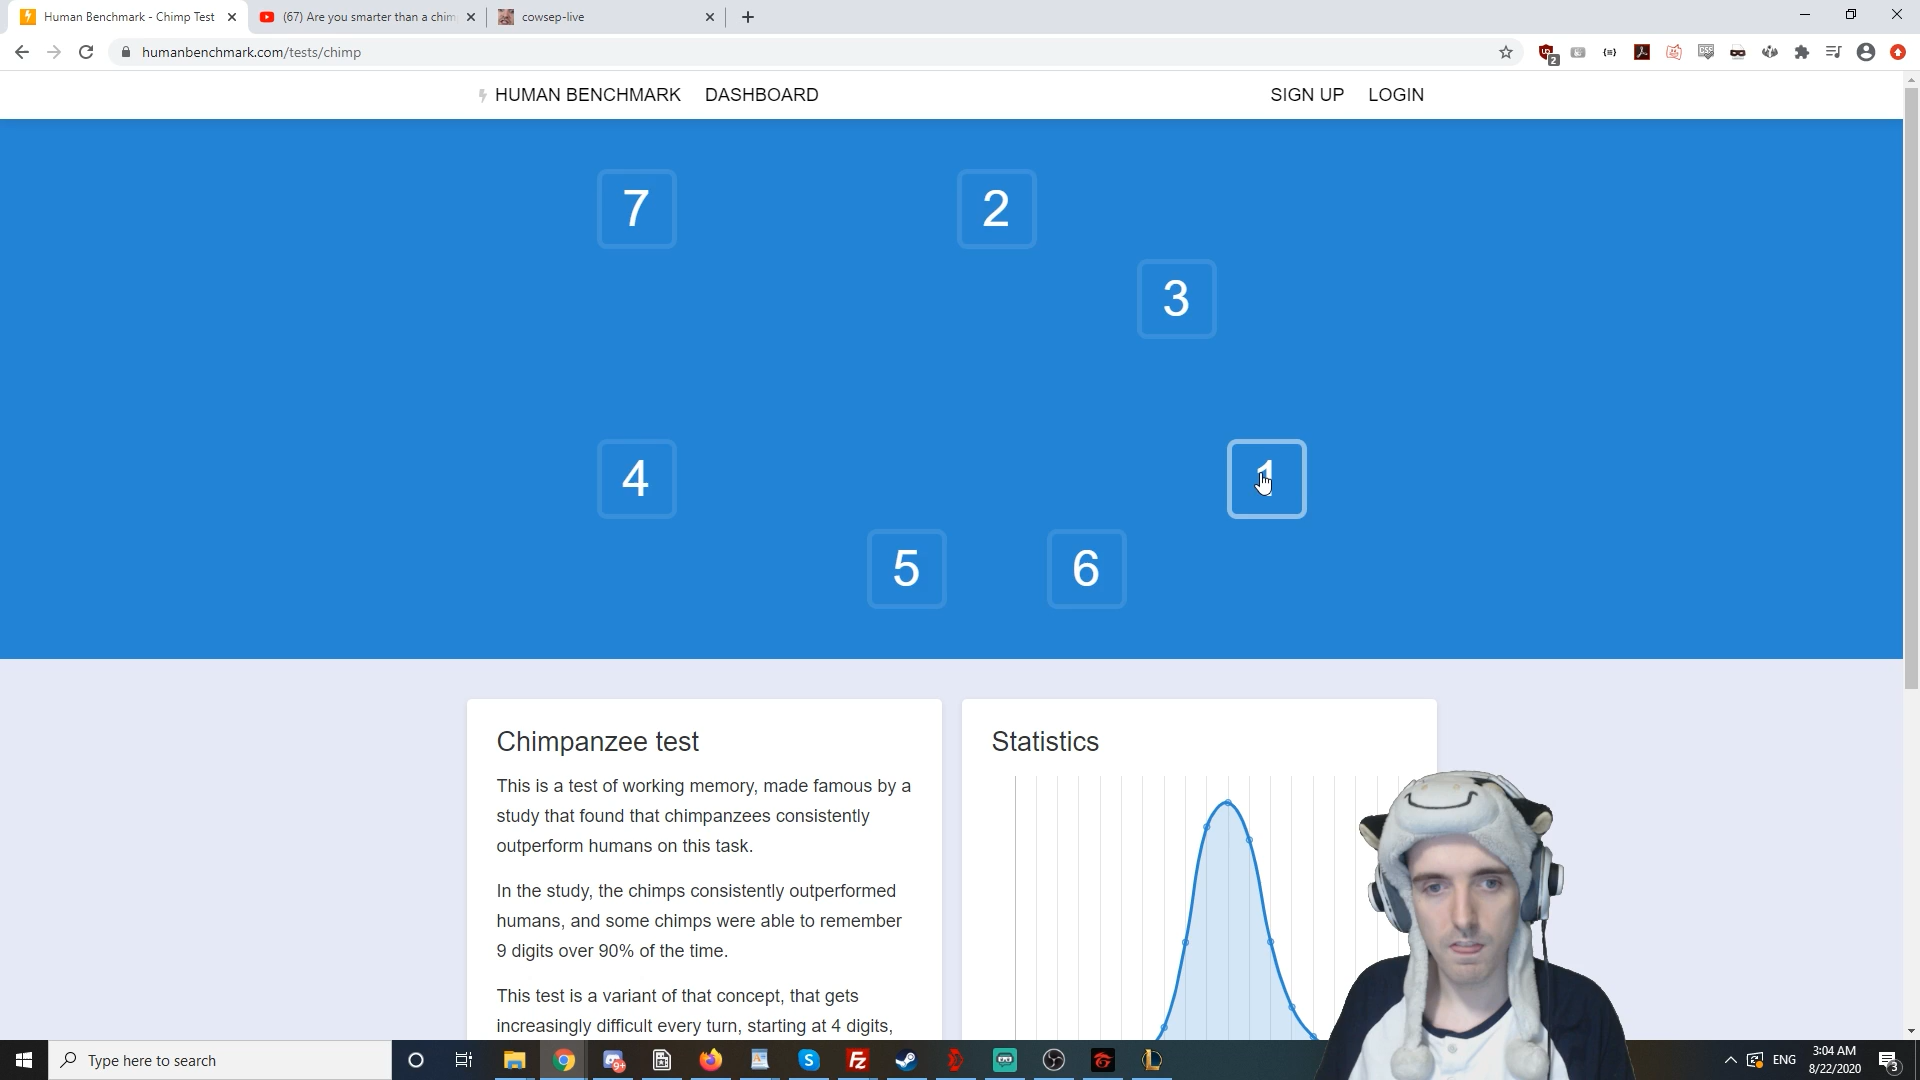 Human Benchmark - Chimp Test
(67) Are you smarter than a chim
cowsep-live
humanbenchmark.com/tests/chimp
2
HUMAN BENCHMARK
DASHBOARD
SIGN UP
LOGIN
7
2
3
4
1
5
6
Chimpanzee test
This is a test of working memory, made famous by a
study that found that chimpanzees consistently
outperform humans on this task.
In the study, the chimps consistently outperformed
humans, and some chimps were able to remember
9 digits over 90% of the time.
This test is a variant of that concept, that gets
increasingly difficult every turn, starting at 4 digits,
Statistics
Type here to search
9+
S
FZ
ENG
3:04 AM
8/22/2020
3